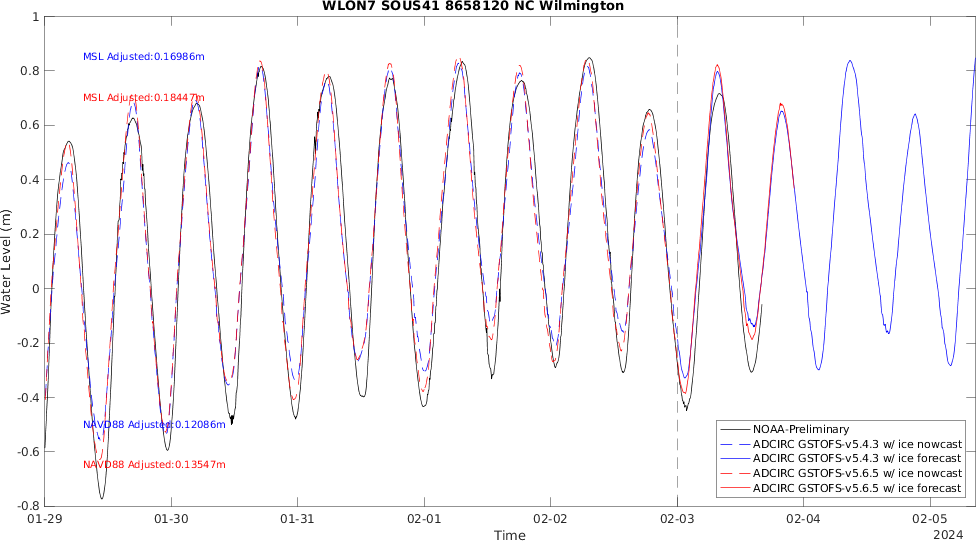 WLON7 SOUS41 8658120 NC Wilmington
1
0.8
0.6
0.4
0.2
0
-0.2
-0.4
-0.6
-0.8
Water Level (m)
MSL Adjusted:0.16986m
MSL Adjusted:0.18447m
NAVD88 Adjusted:0.12086m
NAVD88 Adjusted:0.13547m
NOAA-Preliminary
ADCIRC GSTOFS-v5.4.3 w/ ice nowcast
ADCIRC GSTOFS-v5.4.3 w/ ice forecast
ADCIRC GSTOFS-v5.6.5 w/ ice nowcast
ADCIRC GSTOFS-v5.6.5 w/ ice forecast
01-29 01-30 01-31 02-01 02-02 02-03 02-04 02-05
Time
2024